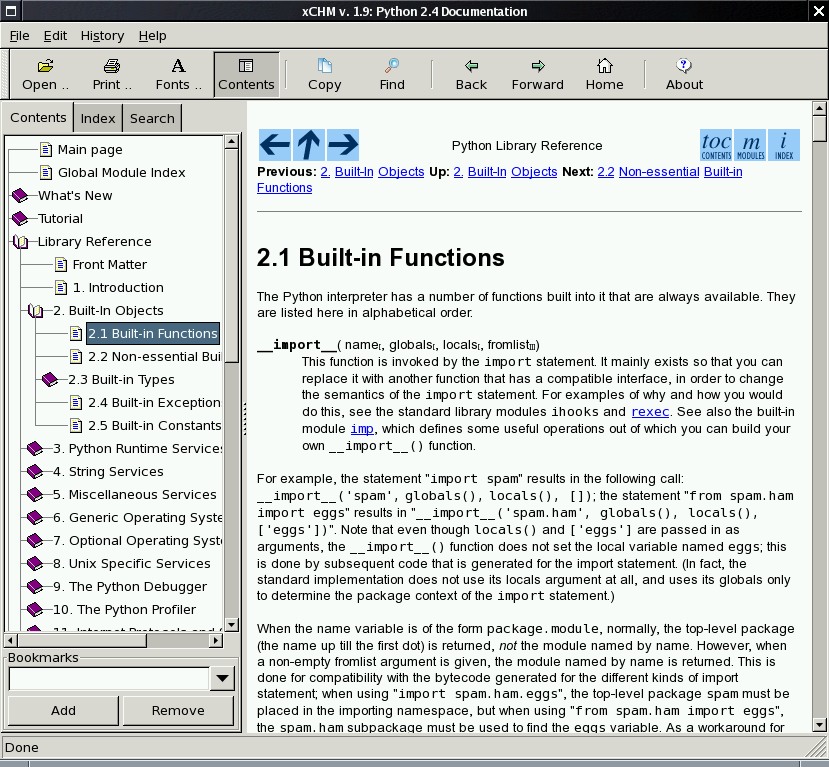 xCHM v. 1.9: Python 2.4 Documentation
File Edit History Help
Open .. Print .. Fonts .. Contents Copy Find Back Forward Home About
Contents Index Search
Main page
Global Module Index
What's New
Tutorial
Library Reference
Front Matter
1. Introduction
2. Built-In Objects
2.1 Built-in Functions
2.2 Non-essential Bui
2.3 Built-in Types
2.4 Built-in Exception
2.5 Built-in Constants
3. Python Runtime Services
4. String Services
5. Miscellaneous Services
6. Generic Operating Syste
7. Optional Operating Syst
8. Unix Specific Services
9. The Python Debugger
10. The Python Profiler
Bookmarks
Add Remove
Python Library Reference
toc CONTENTS m MODULES i INDEX
Previous: 2. Built-In Objects Up: 2. Built-In Objects Next: 2.2 Non-essential Built-in
Functions
2.1 Built-in Functions
The Python interpreter has a number of functions built into it that are always available. They
are listed here in alphabetical order.
__import__( name[, globals[, locals[, fromlist]]])
This function is invoked by the import statement. It mainly exists so that you can
replace it with another function that has a compatible interface, in order to change
the semantics of the import statement. For examples of why and how you would
do this, see the standard library modules ihooks and rexec. See also the built-in
module imp, which defines some useful operations out of which you can build your
own __import__() function.
For example, the statement "import spam" results in the following call:
__import__('spam', globals(), locals(), []); the statement "from spam.ham
import eggs" results in "__import__('spam.ham', globals(), locals(),
['eggs'])". Note that even though locals() and ['eggs'] are passed in as
arguments, the __import__() function does not set the local variable named eggs; this
is done by subsequent code that is generated for the import statement. (In fact, the
standard implementation does not use its locals argument at all, and uses its globals only
to determine the package context of the import statement.)
When the name variable is of the form package.module, normally, the top-level package
(the name up till the first dot) is returned, not the module named by name. However, when
a non-empty fromlist argument is given, the module named by name is returned. This is
done for compatibility with the bytecode generated for the different kinds of import
statement; when using "import spam.ham.eggs", the top-level package spam must be
placed in the importing namespace, but when using "from spam.ham import eggs",
the spam.ham subpackage must be used to find the eggs variable. As a workaround for
Done